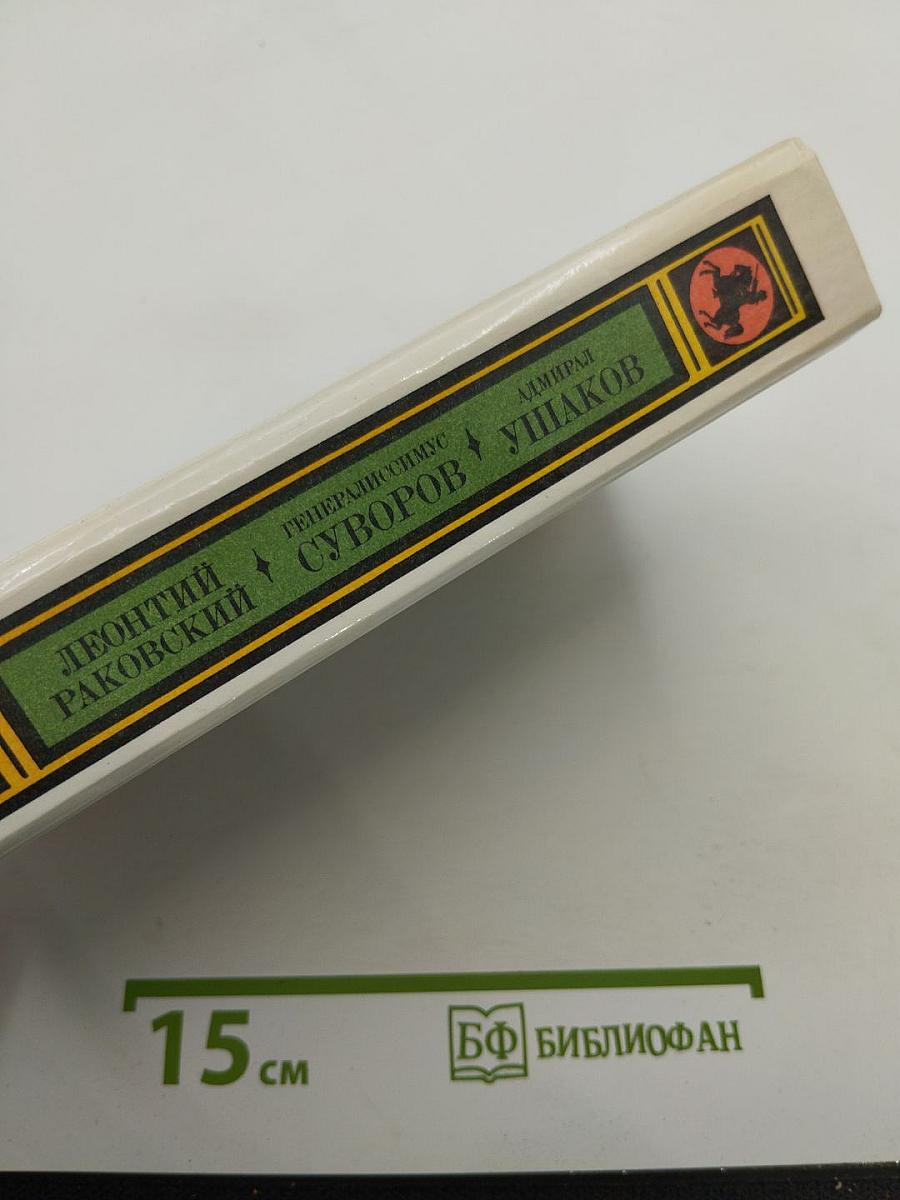 ЛЕОНТИЙ
РАКОВСКИЙ
ГЕНЕРАЛИССИМУС
СУВОРОВ
АДМИРАЛ
УШАКОВ
15 см
БФ БИБЛИОФАН